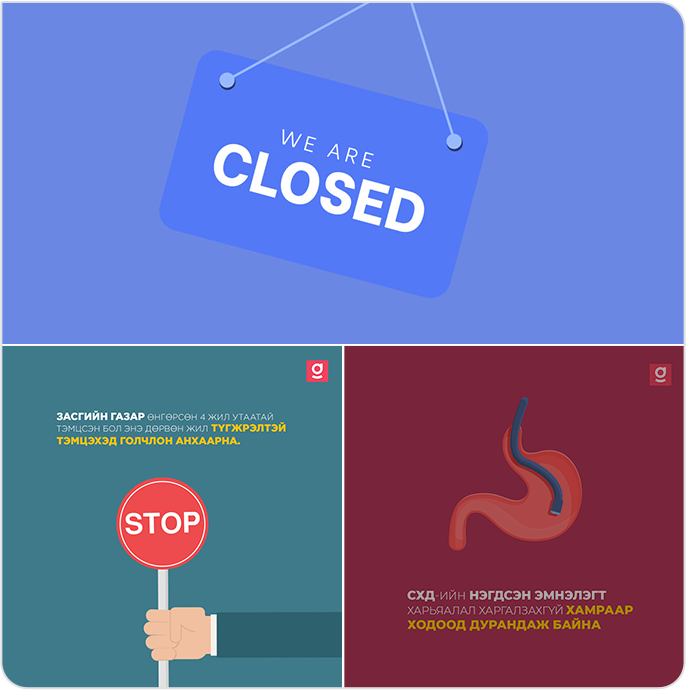 WE ARE
CLOSED
g
ЗАСГИЙН ГАЗАР ӨНГӨРСӨН 4 ЖИЛ УТААТАЙ
ТЭМЦСЭН БОЛ ЭНЭ ДӨРВӨН ЖИЛ ТҮГЖРЭЛТЭЙ
ТЭМЦЭХЭД ГОЛЧЛОН АНХААРНА.
STOP
g
СХД-ИЙН НЭГДСЭН ЭМНЭЛЭГТ
ХАРЬЯАЛАЛ ХАРГАЛЗАХГҮЙ ХАМРААР
ХОДООД ДУРАНДАЖ БАЙНА